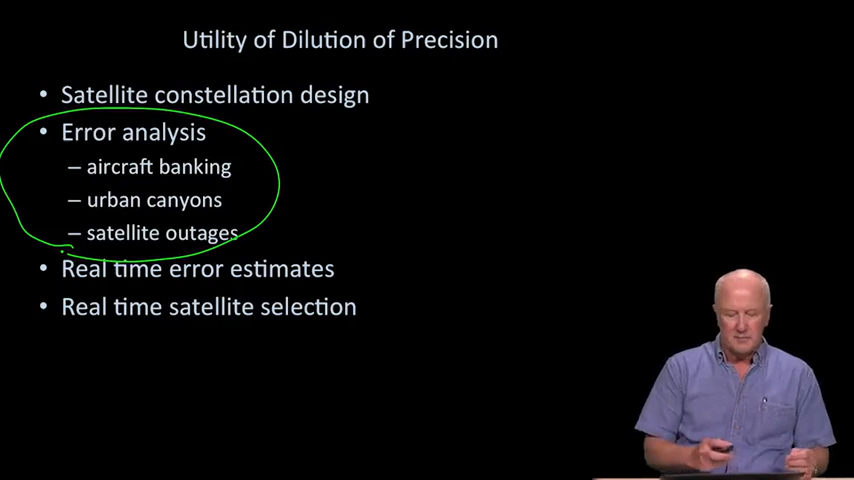 Utility of Dilution of Precision
• Satellite constellation design
• Error analysis
– aircraft banking
– urban canyons
– satellite outages
• Real time error estimates
• Real time satellite selection